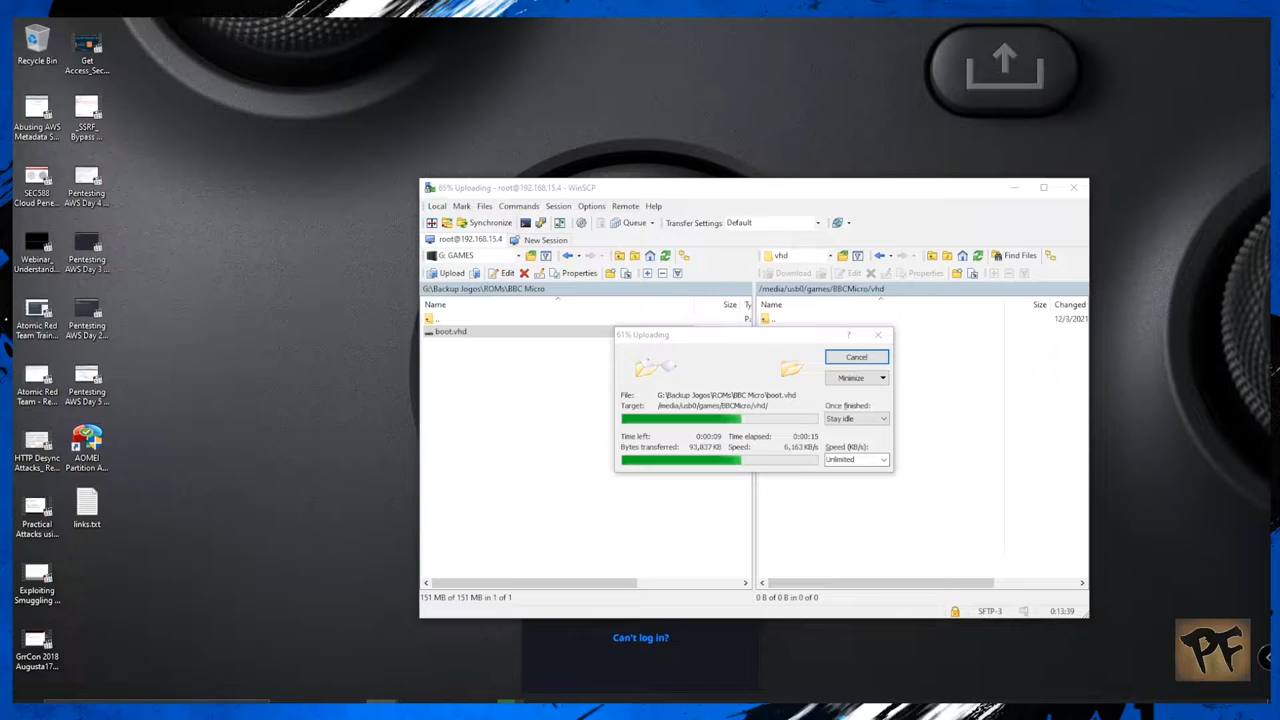 Recycle Bin
Get
Access_Sec...
Abusing AWS
Metadata S...
_SSRF_
Bypass ...
SEC588
Cloud Pene...
Pentesting
AWS Day 4 ...
Webinar_
Understand...
Pentesting
AWS Day 3...
Atomic Red
Team Train...
Pentesting
AWS Day 2...
Atomic Red
Team - Re...
Pentesting
AWS Day 5 ...
HTTP Desync
Attacks_ Re...
AOMEI
Partition A...
Practical
Attacks usi...
links.txt
Exploiting
Smuggling ...
GrrCon 2018
Augusta17...
65% Uploading - root@192.168.15.4 - WinSCP
Local Mark Files Commands Session Options Remote Help
Synchronize Queue Transfer Settings Default
root@192.168.15.4 New Session
G: GAMES vhd Find Files
Upload Edit Properties Download Edit Properties
G:\Backup Jogos\ROMs\BBC Micro /media/usb0/games/BBCMicro/vhd
Name Size Ty Name Size Changed
.. Pa .. 12/3/2021
boot.vhd
61% Uploading ?
Cancel
Minimize
File: G:\Backup Jogos\ROMs\BBC Micro\boot.vhd
Target: /media/usb0/games/BBCMicro/vhd/ Once finished:
Stay idle
Time left: 0:00:09 Time elapsed: 0:00:15
Bytes transferred: 93,837 KB Speed: 6,163 KB/s Speed (KB/s):
Unlimited
151 MB of 151 MB in 1 of 1 0 B of 0 B in 0 of 0
SFTP-3 0:13:39
Can't log in?
PF